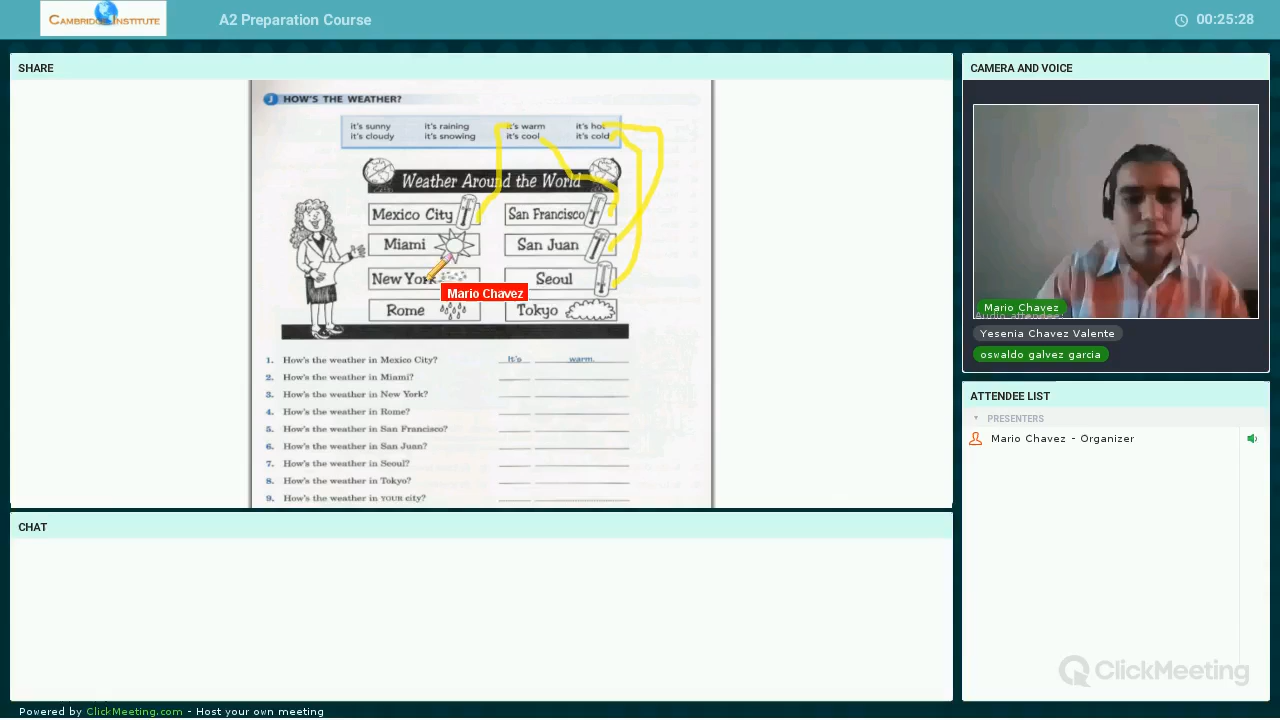 CAMBRIDGE INSTITUTE
A2 Preparation Course
00:25:28
SHARE
J HOW'S THE WEATHER?
it's sunny it's raining it's warm it's hot
it's cloudy it's snowing it's cool it's cold
Weather Around the World
Mexico City San Francisco
Miami San Juan
New York Seoul
Mario Chavez
Rome Tokyo
1. How's the weather in Mexico City? It's warm.
2. How's the weather in Miami?
3. How's the weather in New York?
4. How's the weather in Rome?
5. How's the weather in San Francisco?
6. How's the weather in San Juan?
7. How's the weather in Seoul?
8. How's the weather in Tokyo?
9. How's the weather in YOUR city?
CHAT
CAMERA AND VOICE
Mario Chavez
Audio attendee:
Yesenia Chavez Valente
oswaldo galvez garcia
ATTENDEE LIST
PRESENTERS
Mario Chavez - Organizer
ClickMeeting
Powered by ClickMeeting.com - Host your own meeting